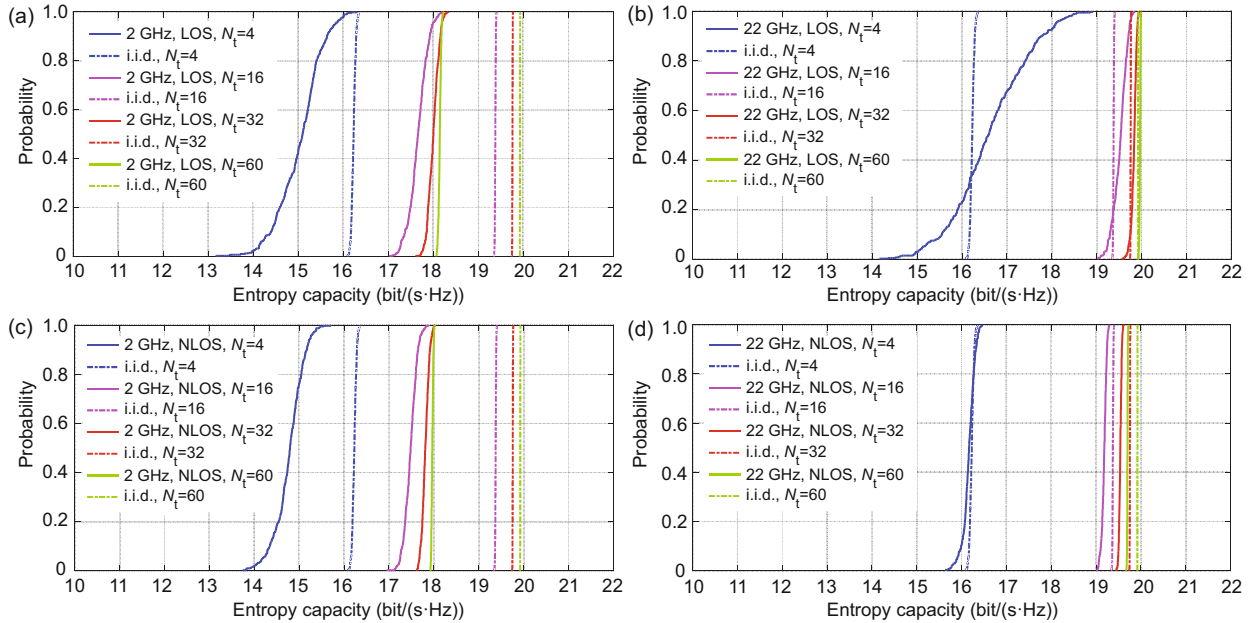 (a)
1.0
0.8
0.6
0.4
0.2
0
Probability
2 GHz, LOS, Nt=4
i.i.d., Nt=4
2 GHz, LOS, Nt=16
i.i.d., Nt=16
2 GHz, LOS, Nt=32
i.i.d., Nt=32
2 GHz, LOS, Nt=60
i.i.d., Nt=60
10 11 12 13 14 15 16 17 18 19 20 21 22
Entropy capacity (bit/(s·Hz))
(b)
1.0
0.8
0.6
0.4
0.2
0
Probability
22 GHz, LOS, Nt=4
i.i.d., Nt=4
22 GHz, LOS, Nt=16
i.i.d., Nt=16
22 GHz, LOS, Nt=32
i.i.d., Nt=32
22 GHz, LOS, Nt=60
i.i.d., Nt=60
10 11 12 13 14 15 16 17 18 19 20 21 22
Entropy capacity (bit/(s·Hz))
(c)
1.0
0.8
0.6
0.4
0.2
0
Probability
2 GHz, NLOS, Nt=4
i.i.d., Nt=4
2 GHz, NLOS, Nt=16
i.i.d., Nt=16
2 GHz, NLOS, Nt=32
i.i.d., Nt=32
2 GHz, NLOS, Nt=60
i.i.d., Nt=60
10 11 12 13 14 15 16 17 18 19 20 21 22
Entropy capacity (bit/(s·Hz))
(d)
1.0
0.8
0.6
0.4
0.2
0
Probability
22 GHz, NLOS, Nt=4
i.i.d., Nt=4
22 GHz, NLOS, Nt=16
i.i.d., Nt=16
22 GHz, NLOS, Nt=32
i.i.d., Nt=32
22 GHz, NLOS, Nt=60
i.i.d., Nt=60
10 11 12 13 14 15 16 17 18 19 20 21 22
Entropy capacity (bit/(s·Hz))